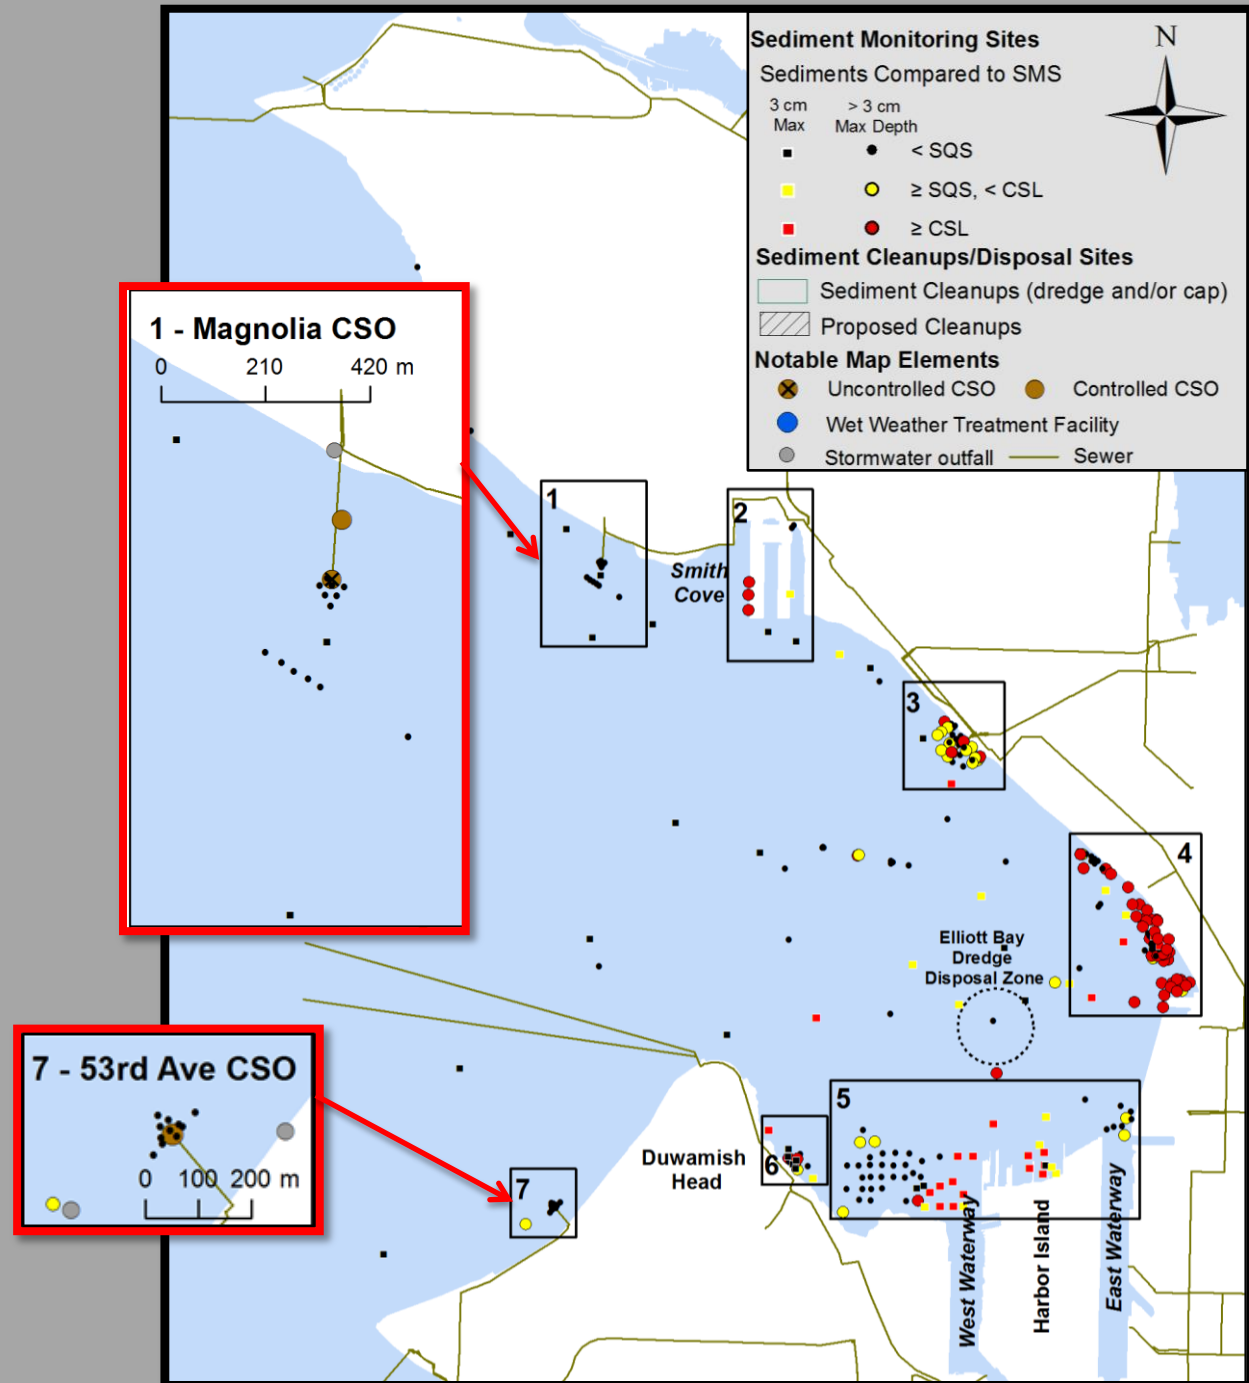 Sediment Monitoring Sites
N
Sediments Compared to SMS
3 cm Max
> 3 cm Max Depth
< SQS
≥ SQS, < CSL
≥ CSL
Sediment Cleanups/Disposal Sites
Sediment Cleanups (dredge and/or cap)
Proposed Cleanups
Notable Map Elements
Uncontrolled CSO
Controlled CSO
Wet Weather Treatment Facility
Stormwater outfall
Sewer
1 - Magnolia CSO
0 210 420 m
1
2
Smith
Cove
3
4
Elliott Bay
Dredge
Disposal Zone
7 - 53rd Ave CSO
0 100 200 m
5
6
Duwamish
Head
7
West Waterway
Harbor Island
East Waterway